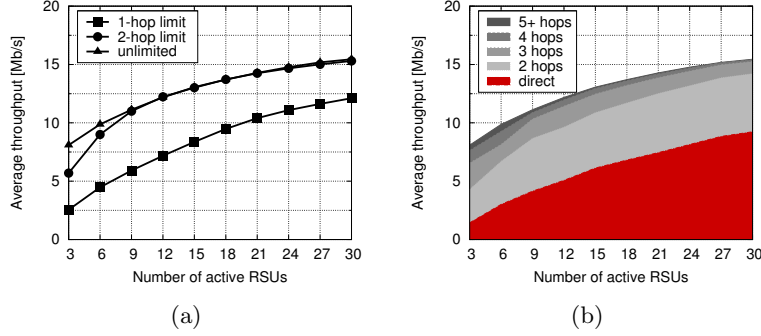 Average throughput [Mb/s]
20
15
10
5
0
1-hop limit
2-hop limit
unlimited
3 6 9 12 15 18 21 24 27 30
Number of active RSUs
(a)
Average throughput [Mb/s]
20
15
10
5
0
5+ hops
4 hops
3 hops
2 hops
direct
3 6 9 12 15 18 21 24 27 30
Number of active RSUs
(b)